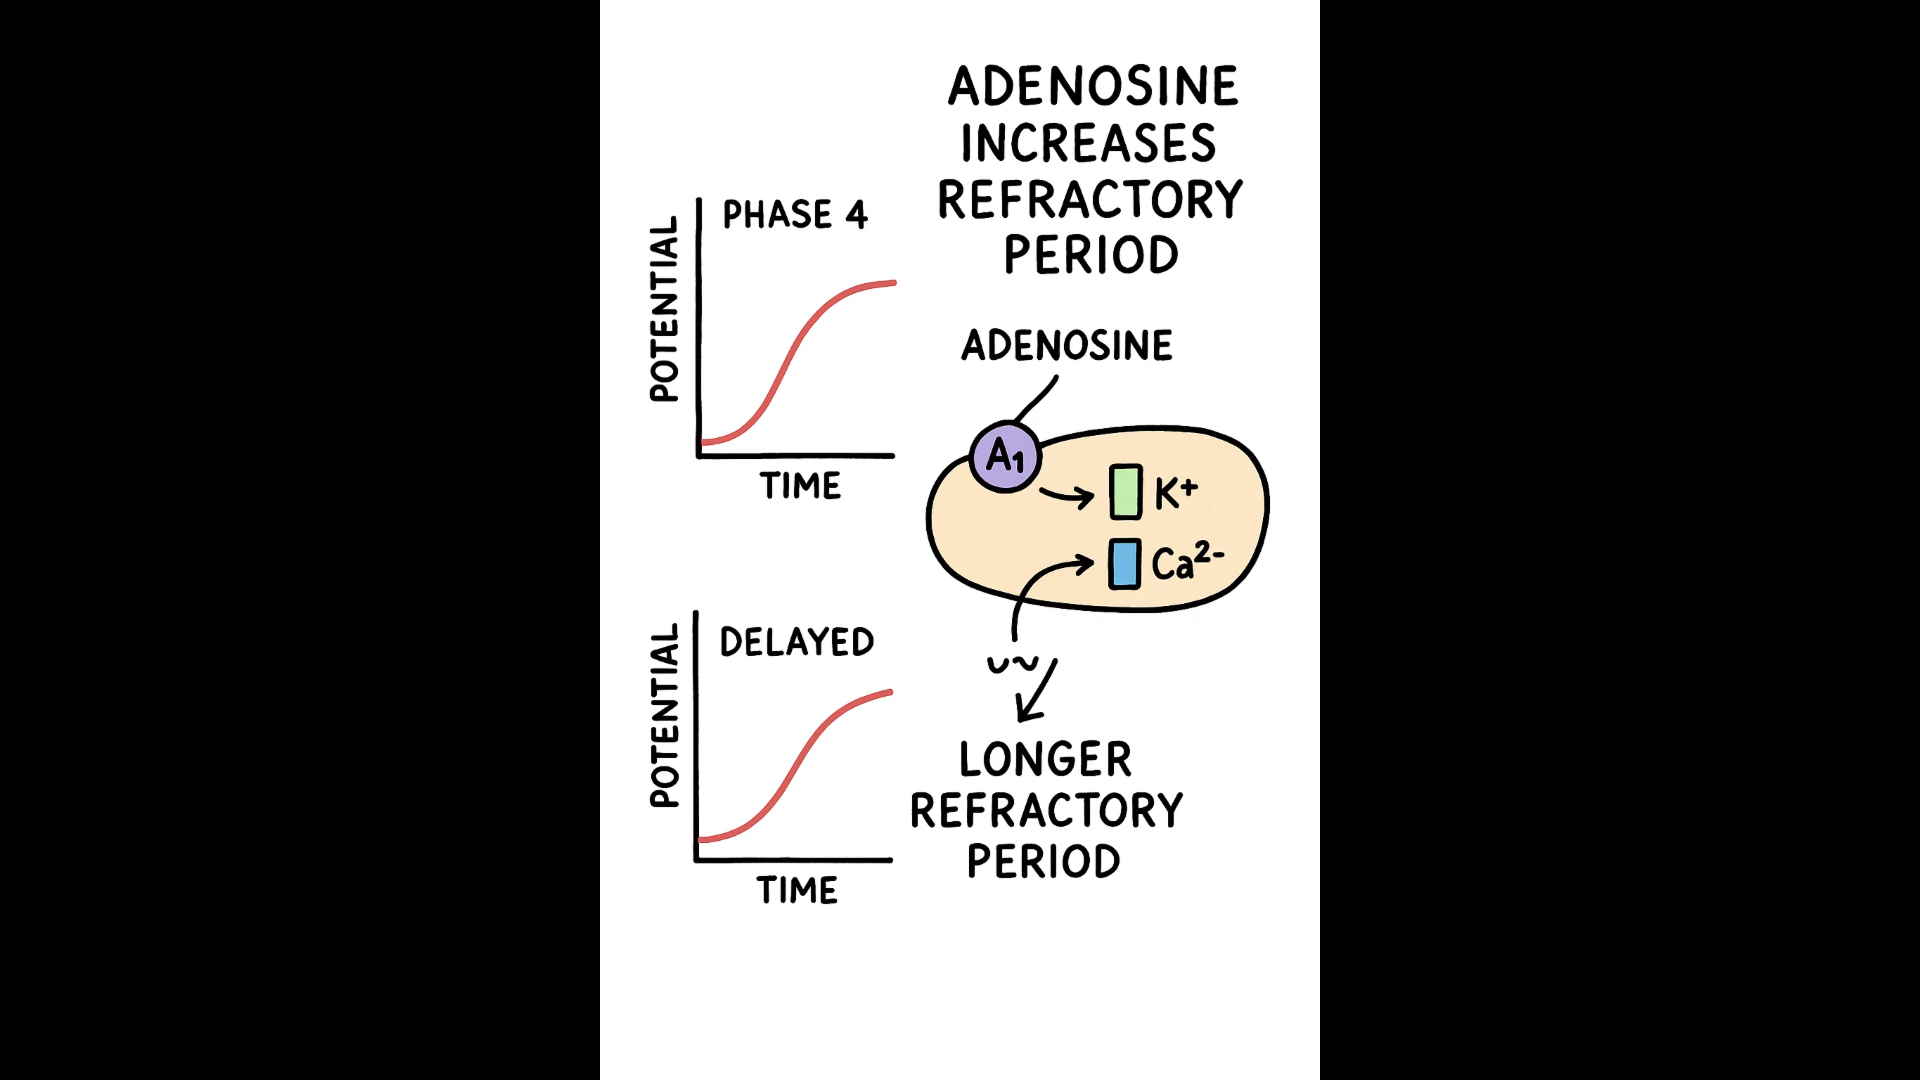 ADENOSINE
INCREASES
REFRACTORY
PERIOD
PHASE 4
POTENTIAL
TIME
ADENOSINE
A₁
K+
Ca²⁻
DELAYED
POTENTIAL
TIME
LONGER
REFRACTORY
PERIOD